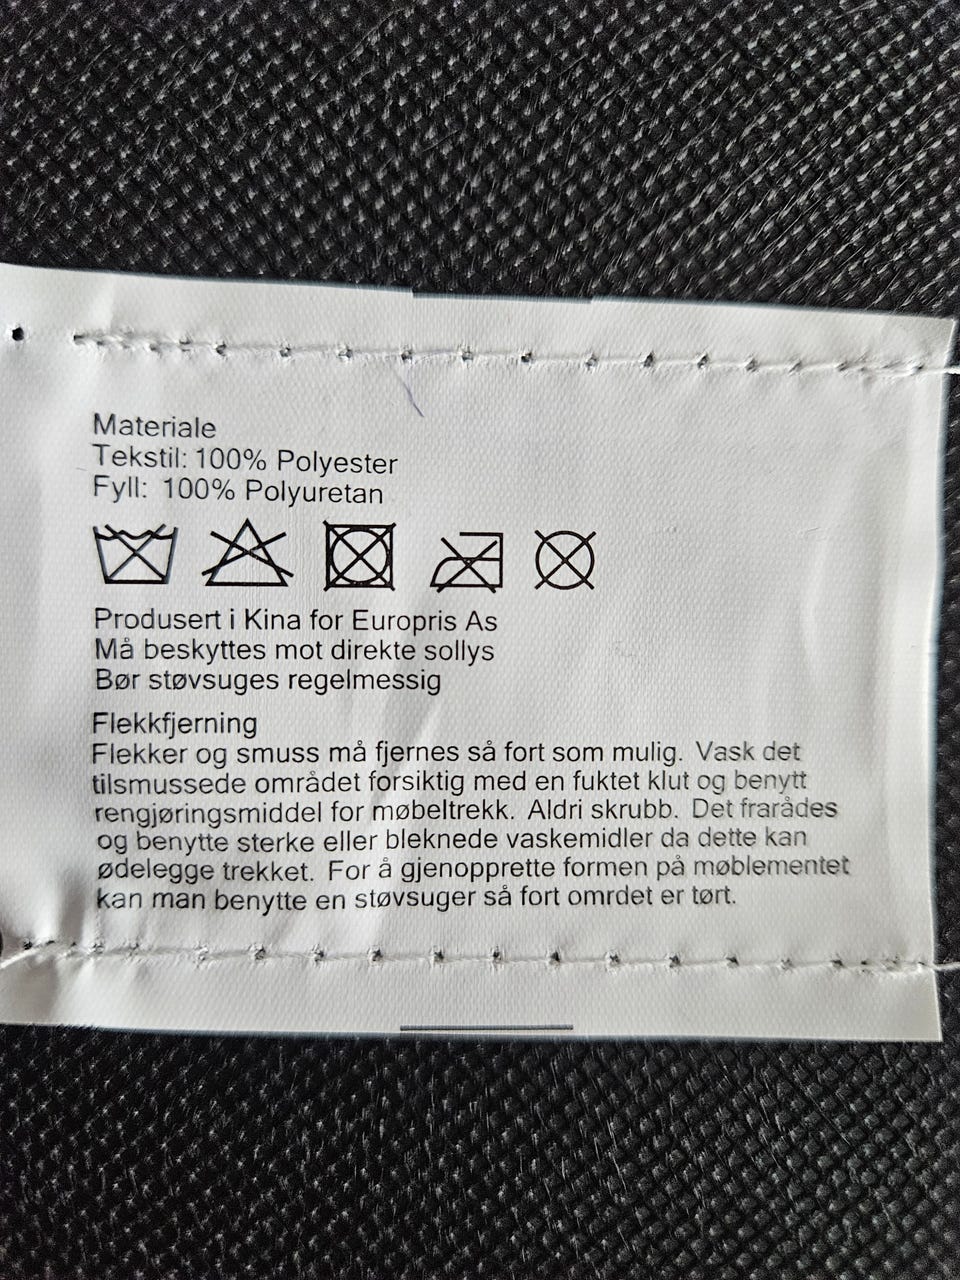 Materiale
Tekstil: 100% Polyester
Fyll: 100% Polyuretan
Produsert i Kina for Europris As
Må beskyttes mot direkte sollys
Bør støvsuges regelmessig
Flekkfjerning
Flekker og smuss må fjernes så fort som mulig. Vask det
tilsmussede området forsiktig med en fuktet klut og benytt
rengjøringsmiddel for møbeltrekk. Aldri skrubb. Det frarådes
og benytte sterke eller bleknede vaskemidler da dette kan
ødelegge trekket. For å gjenopprette formen på møblementet
kan man benytte en støvsuger så fort omrdet er tørt.